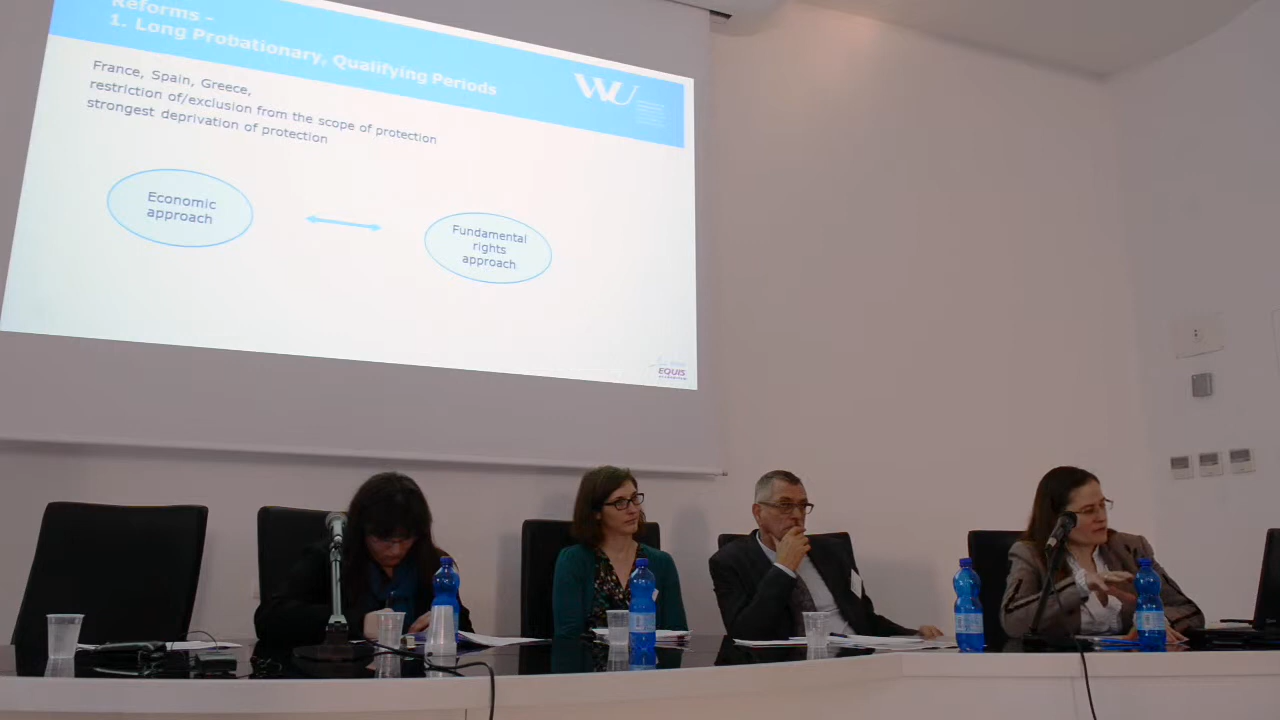 Reforms –
1. Long Probationary, Qualifying Periods
WU
France, Spain, Greece,
restriction of/exclusion from the scope of protection
strongest deprivation of protection
Economic
approach
Fundamental
rights
approach
EQUIS